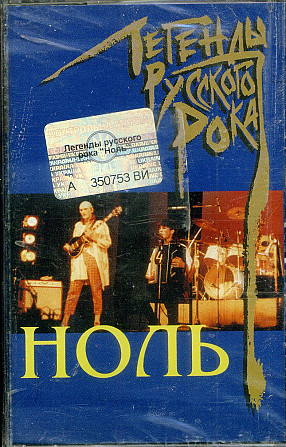 Легенды
Русского
Рока
Легенды русского
рока "Ноль"
А 350753 ВИ
НОЛЬ